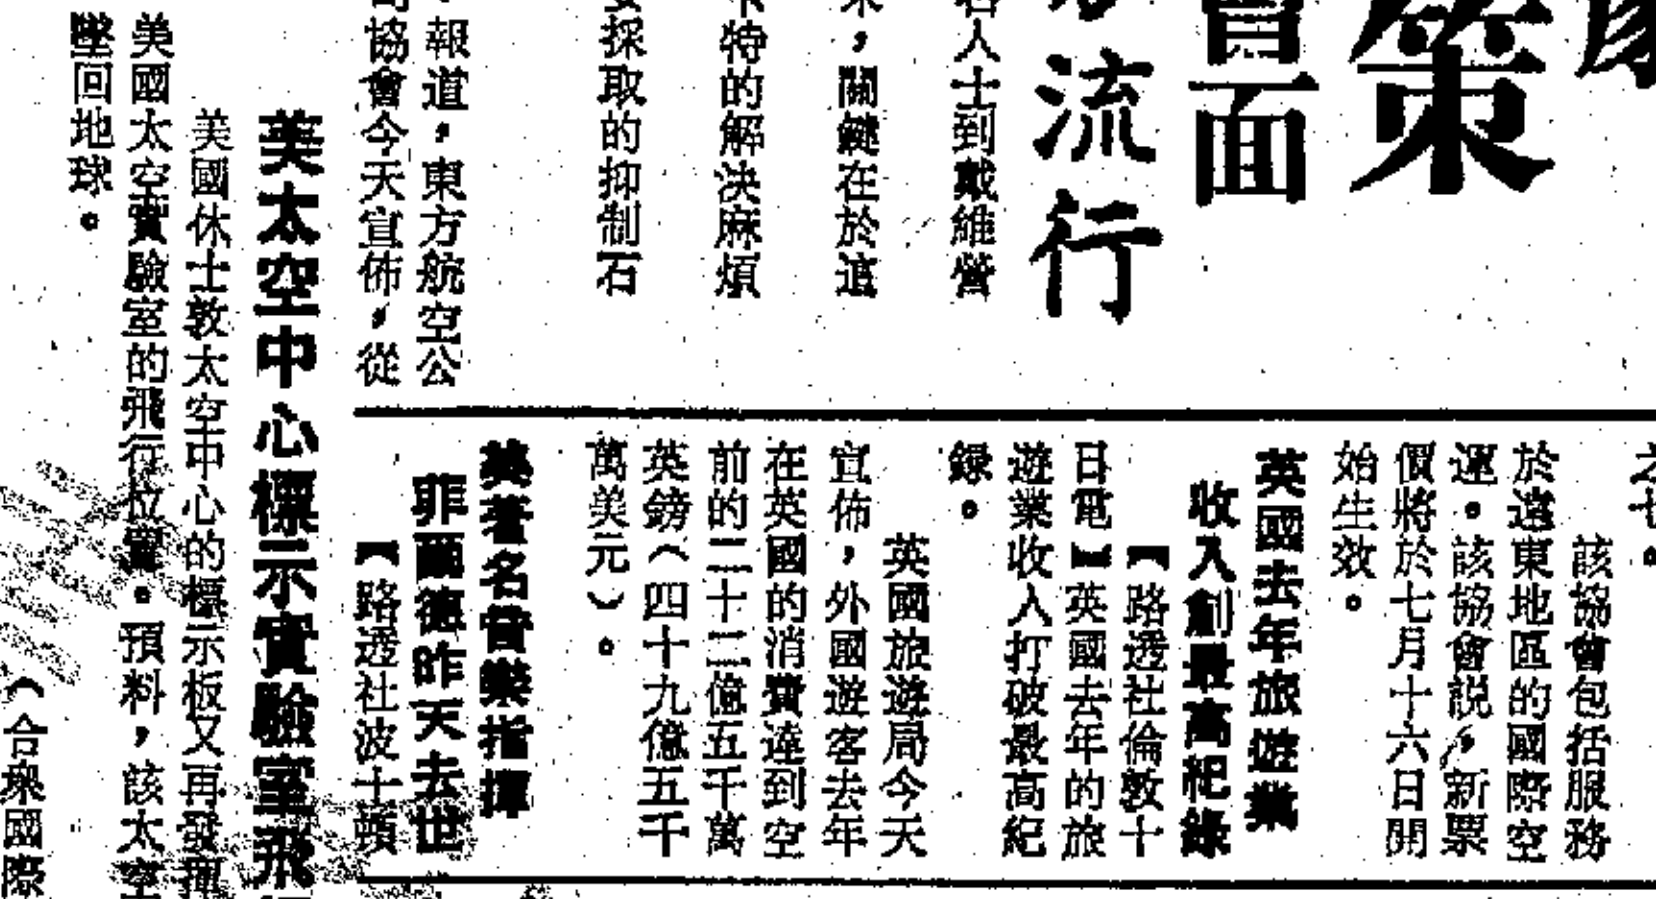 策
會面
流行
名人士到戴維營
，關鍵在於這
特的解決麻煩
採取的抑制石
報道，東方航空公
協會今天宣佈，從
之七。
該協會包括服務
於遠東地區的國際空
運。該協會説，新票
價將於七月十六日開
始生效。
英國去年旅遊業
收入創最高紀錄
【路透社倫敦十
日電】英國去年的旅
遊業收入打破最高紀
錄。
英國旅遊局今天
宣佈，外國遊客去年
在英國的消費達到空
前的二十二億五千萬
英鎊（四十九億五千
萬美元）。
美著名音樂指揮
菲爾德昨天去世
【路透社波士頓
美太空中心標示實驗室飛
美國休士敦太空中心的標示板又再發揮
美國太空實驗室的飛行位置。預料，該太空
墜回地球。
（合衆國際